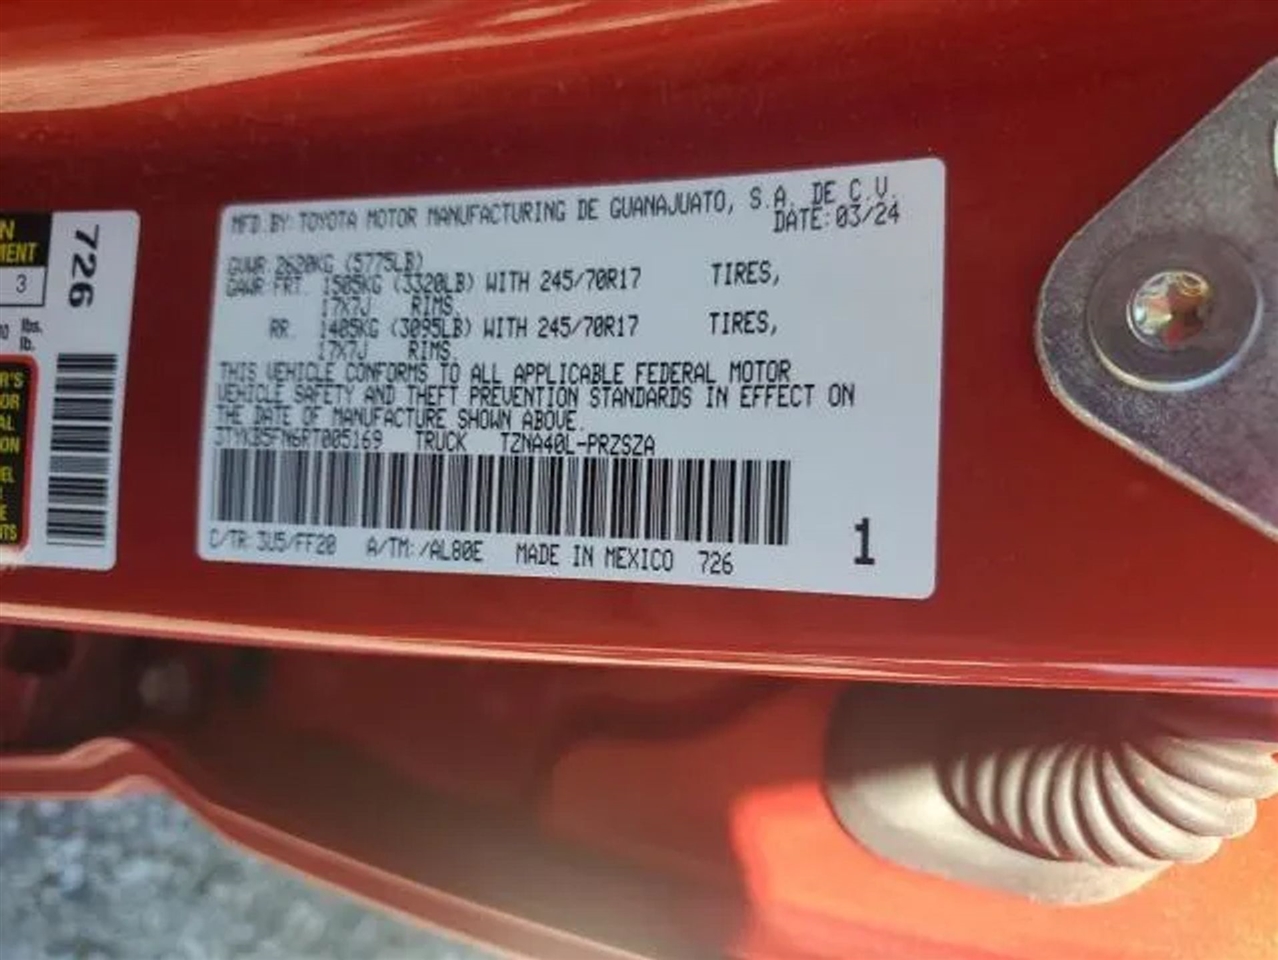 MFD.BY: TOYOTA MOTOR MANUFACTURING DE GUANAJUATO, S.A. DE C.V.
DATE: 03/24
GVWR 2620KG (5775LB)
GAWR FRT. 1505KG (3320LB) WITH 245/70R17 TIRES,
17X7J RIMS.
RR. 1405KG (3095LB) WITH 245/70R17 TIRES,
17X7J RIMS.
THIS VEHICLE CONFORMS TO ALL APPLICABLE FEDERAL MOTOR
VEHICLE SAFETY AND THEFT PREVENTION STANDARDS IN EFFECT ON
THE DATE OF MANUFACTURE SHOWN ABOVE.
3TYKB5FN6RT005169 TRUCK TZNA40L-PRZSZA
C/TR: 3U5/FF20 A/TM: /AL80E MADE IN MEXICO 726
1
726
3
lbs.
lb.